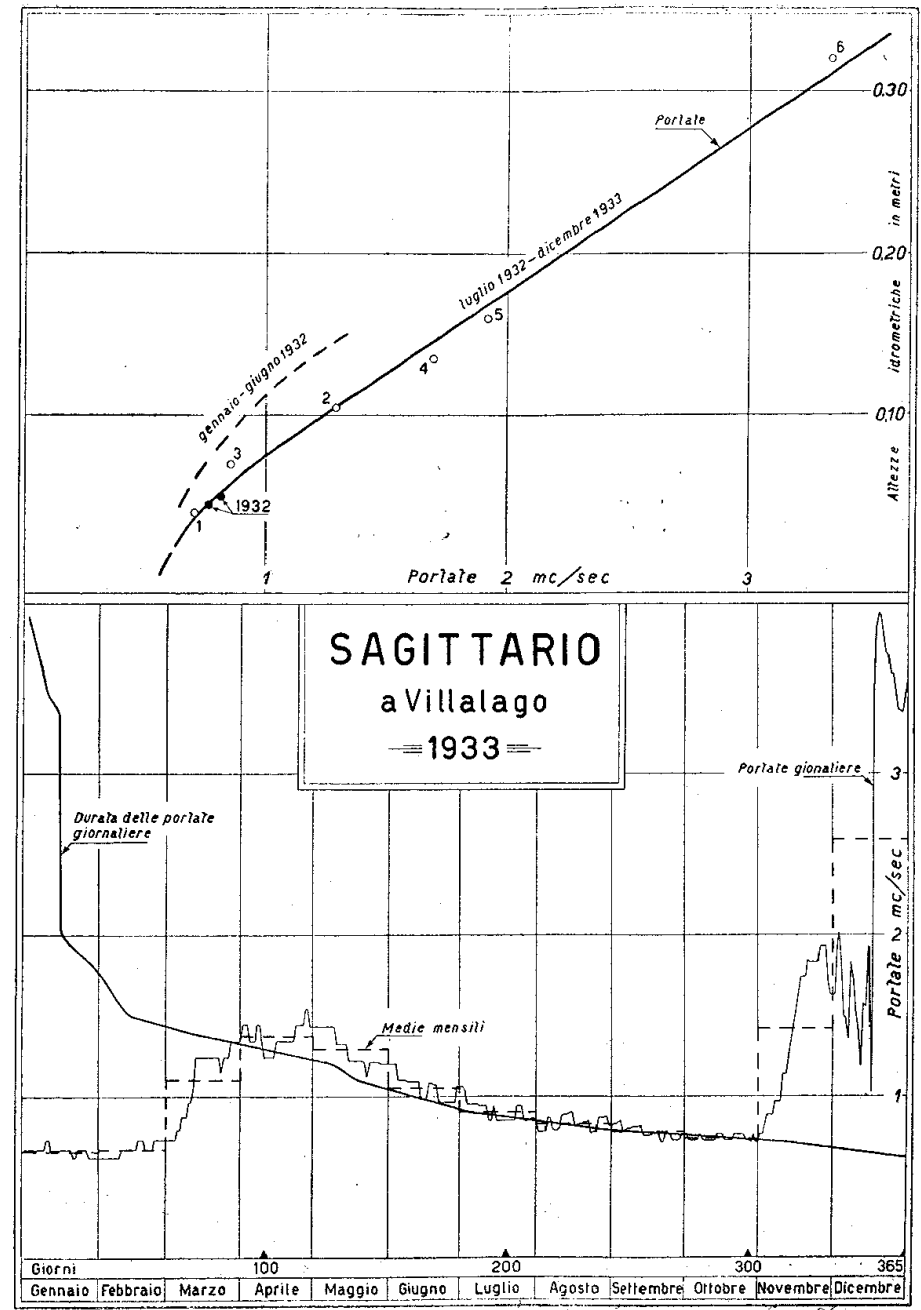 6
0,30
Portate
Altezze idrometriche in metri
luglio 1932 – dicembre 1933
0,20
5
gennaio – giugno 1932
4
2
0,10
3
1932
1
1
Portate 2 mc/sec
3
SAGITTARIO
a Villalago
1933
Portate gionaliere
3
Durata delle portate
giornaliere
Portate mc/sec
2
Medie mensili
1
Giorni 100 200 300 365
Gennaio Febbraio Marzo Aprile Maggio Giugno Luglio Agosto Settembre Ottobre Novembre Dicembre